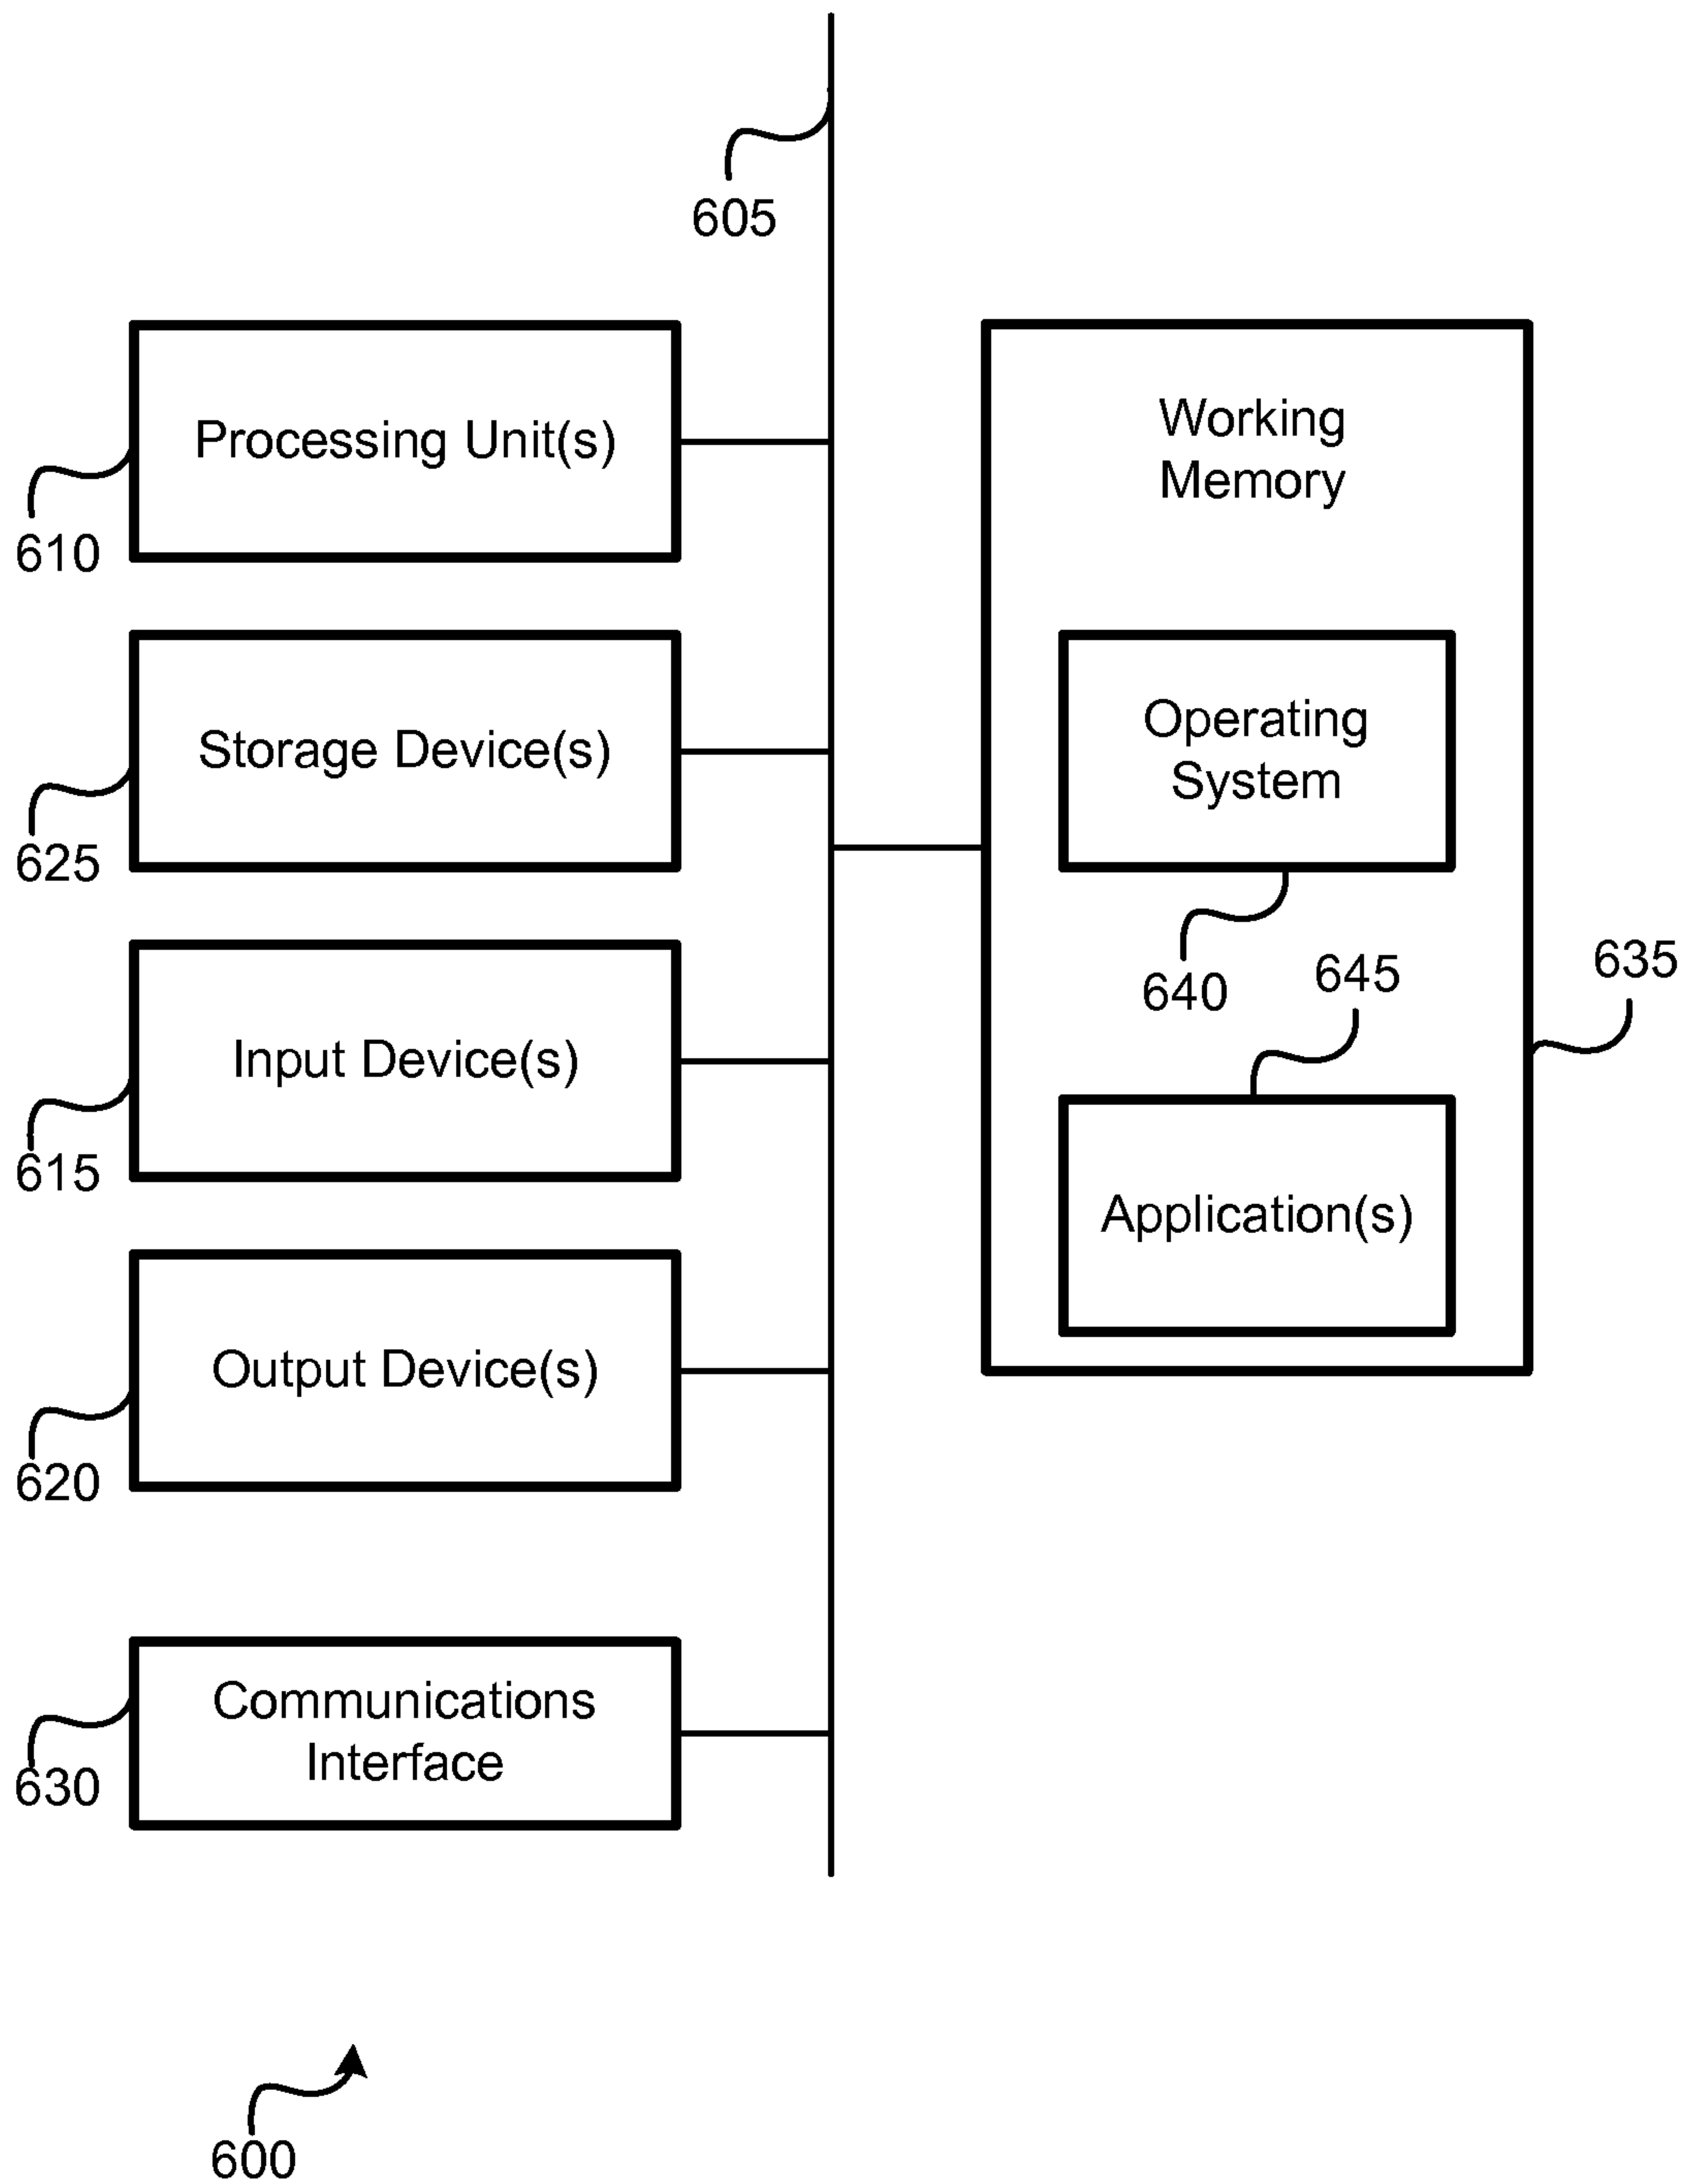 605
Processing Unit(s)
610
Storage Device(s)
625
Input Device(s)
615
Output Device(s)
620
Communications
Interface
630
Working
Memory
Operating
System
640
645
635
Application(s)
600